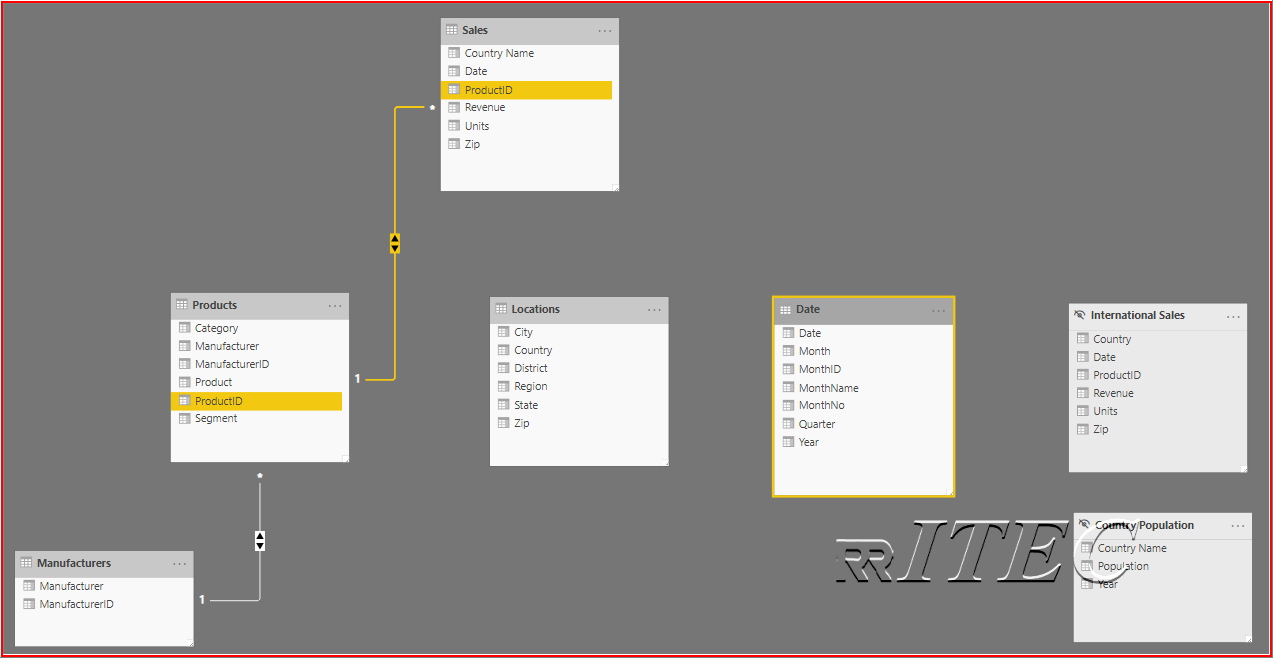 Sales
Country Name
Date
ProductID
Revenue
Units
Zip
*
Products
Category
Manufacturer
ManufacturerID
Product
ProductID
Segment
1
Locations
City
Country
District
Region
State
Zip
Date
Date
Month
MonthID
MonthName
MonthNo
Quarter
Year
International Sales
Country
Date
ProductID
Revenue
Units
Zip
*
Manufacturers
Manufacturer
ManufacturerID
1
RRITEC
Country Population
Country Name
Population
Year